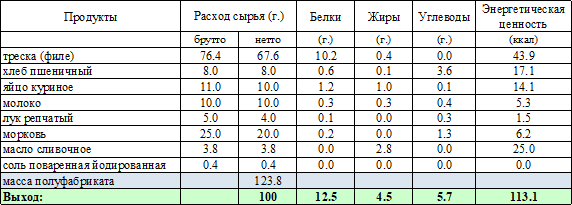 Продукты Расход сырья (г.) Белки Жиры Углеводы Энергетическая ценность
брутто нетто (г.) (г.) (г.) (ккал)
треска (филе) 76.4 67.6 10.2 0.4 0.0 43.9
хлеб пшеничный 8.0 8.0 0.6 0.1 3.6 17.1
яйцо куриное 11.0 10.0 1.2 1.0 0.1 14.1
молоко 10.0 10.0 0.3 0.3 0.4 5.3
лук репчатый 5.0 4.0 0.1 0.0 0.3 1.5
морковь 25.0 20.0 0.2 0.0 1.3 6.2
масло сливочное 3.8 3.8 0.0 2.8 0.0 25.0
соль поваренная йодированная 0.4 0.4 0.0 0.0 0.0 0.0
масса полуфабриката 123.8
Выход: 100 12.5 4.5 5.7 113.1